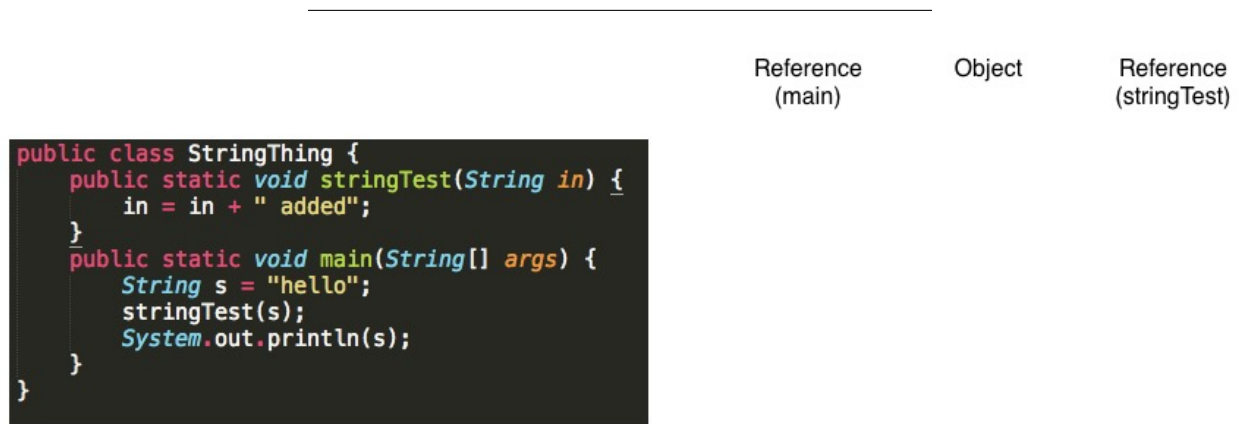 Reference Object Reference
(main) (stringTest)
public class StringThing {
    public static void stringTest(String in) {
        in = in + " added";
    }
    public static void main(String[] args) {
        String s = "hello";
        stringTest(s);
        System.out.println(s);
    }
}